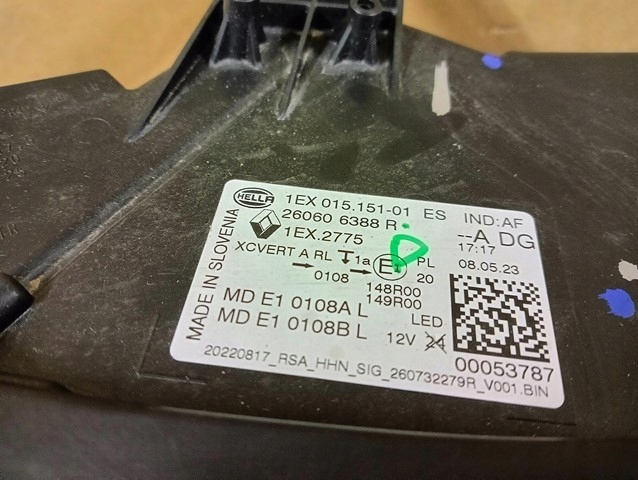 HELLA
1EX 015.151-01 ES IND:AF
26060 6388 R --A DG
1EX.2775 17:17
XCVERT A RL 1a E1 PL 08.05.23
0108 20
148R00
149R00
MD E1 0108A L
MD E1 0108B L
LED
12V 24
00053787
20220817_RSA_HHN_SIG_260732279R_V001.BIN
MADE IN SLOVENIA